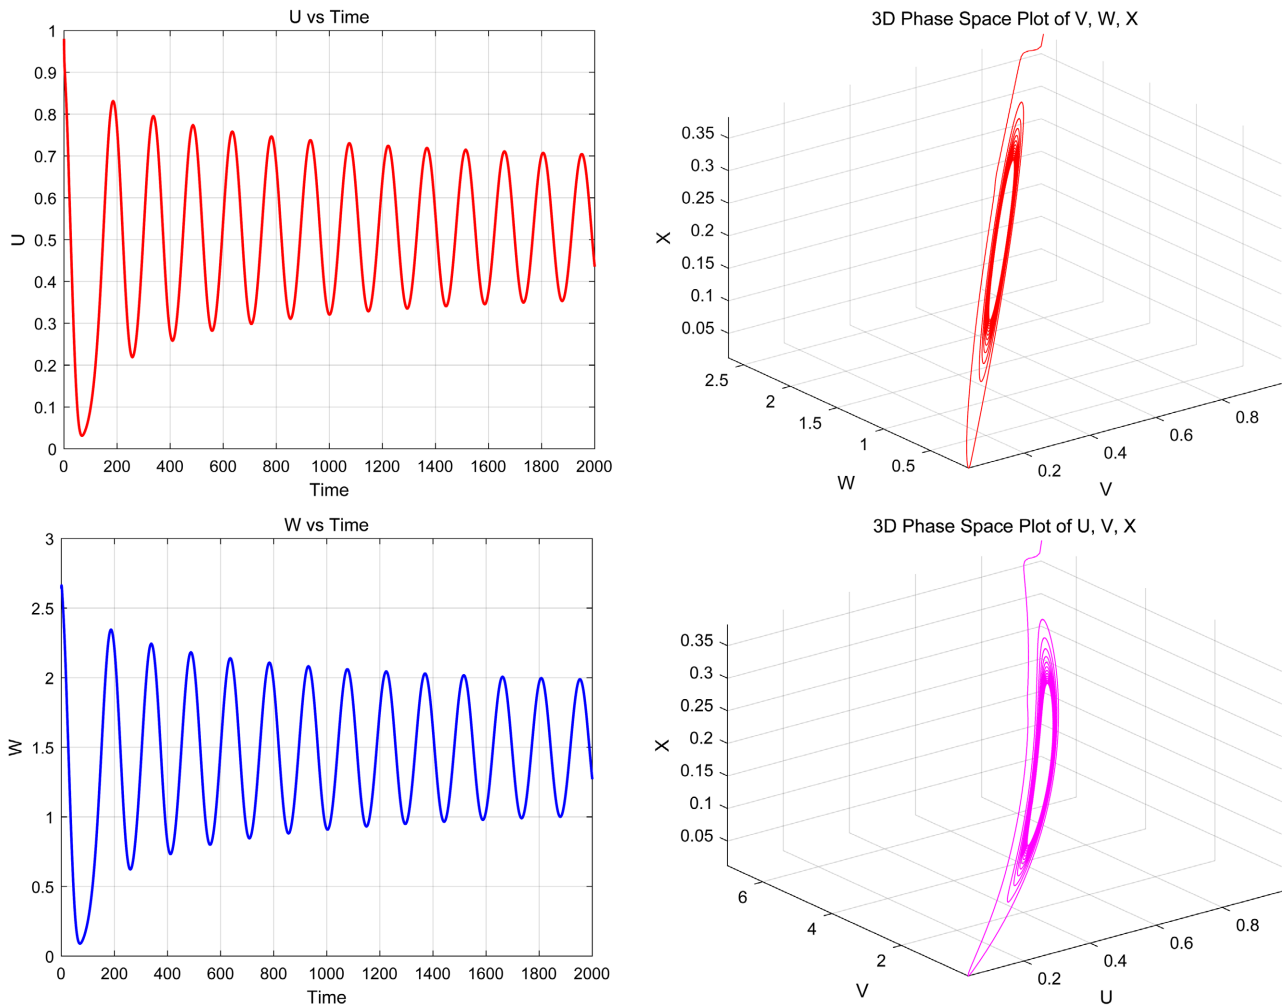 U vs Time
1
0.9
0.8
0.7
0.6
0.5
0.4
0.3
0.2
0.1
0
U
0 200 400 600 800 1000 1200 1400 1600 1800 2000
Time
3D Phase Space Plot of V, W, X
0.35
0.3
0.25
0.2
0.15
0.1
0.05
X
2.5 2 1.5 1 0.5
W
0.2 0.4 0.6 0.8
V
W vs Time
3
2.5
2
1.5
1
0.5
0
W
0 200 400 600 800 1000 1200 1400 1600 1800 2000
Time
3D Phase Space Plot of U, V, X
0.35
0.3
0.25
0.2
0.15
0.1
0.05
X
6 4 2
V
0.2 0.4 0.6 0.8
U